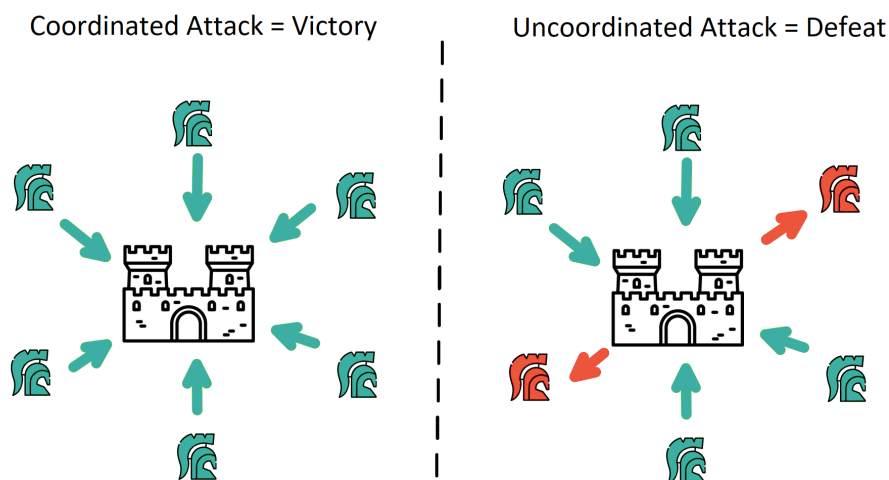 Coordinated Attack = Victory
Uncoordinated Attack = Defeat